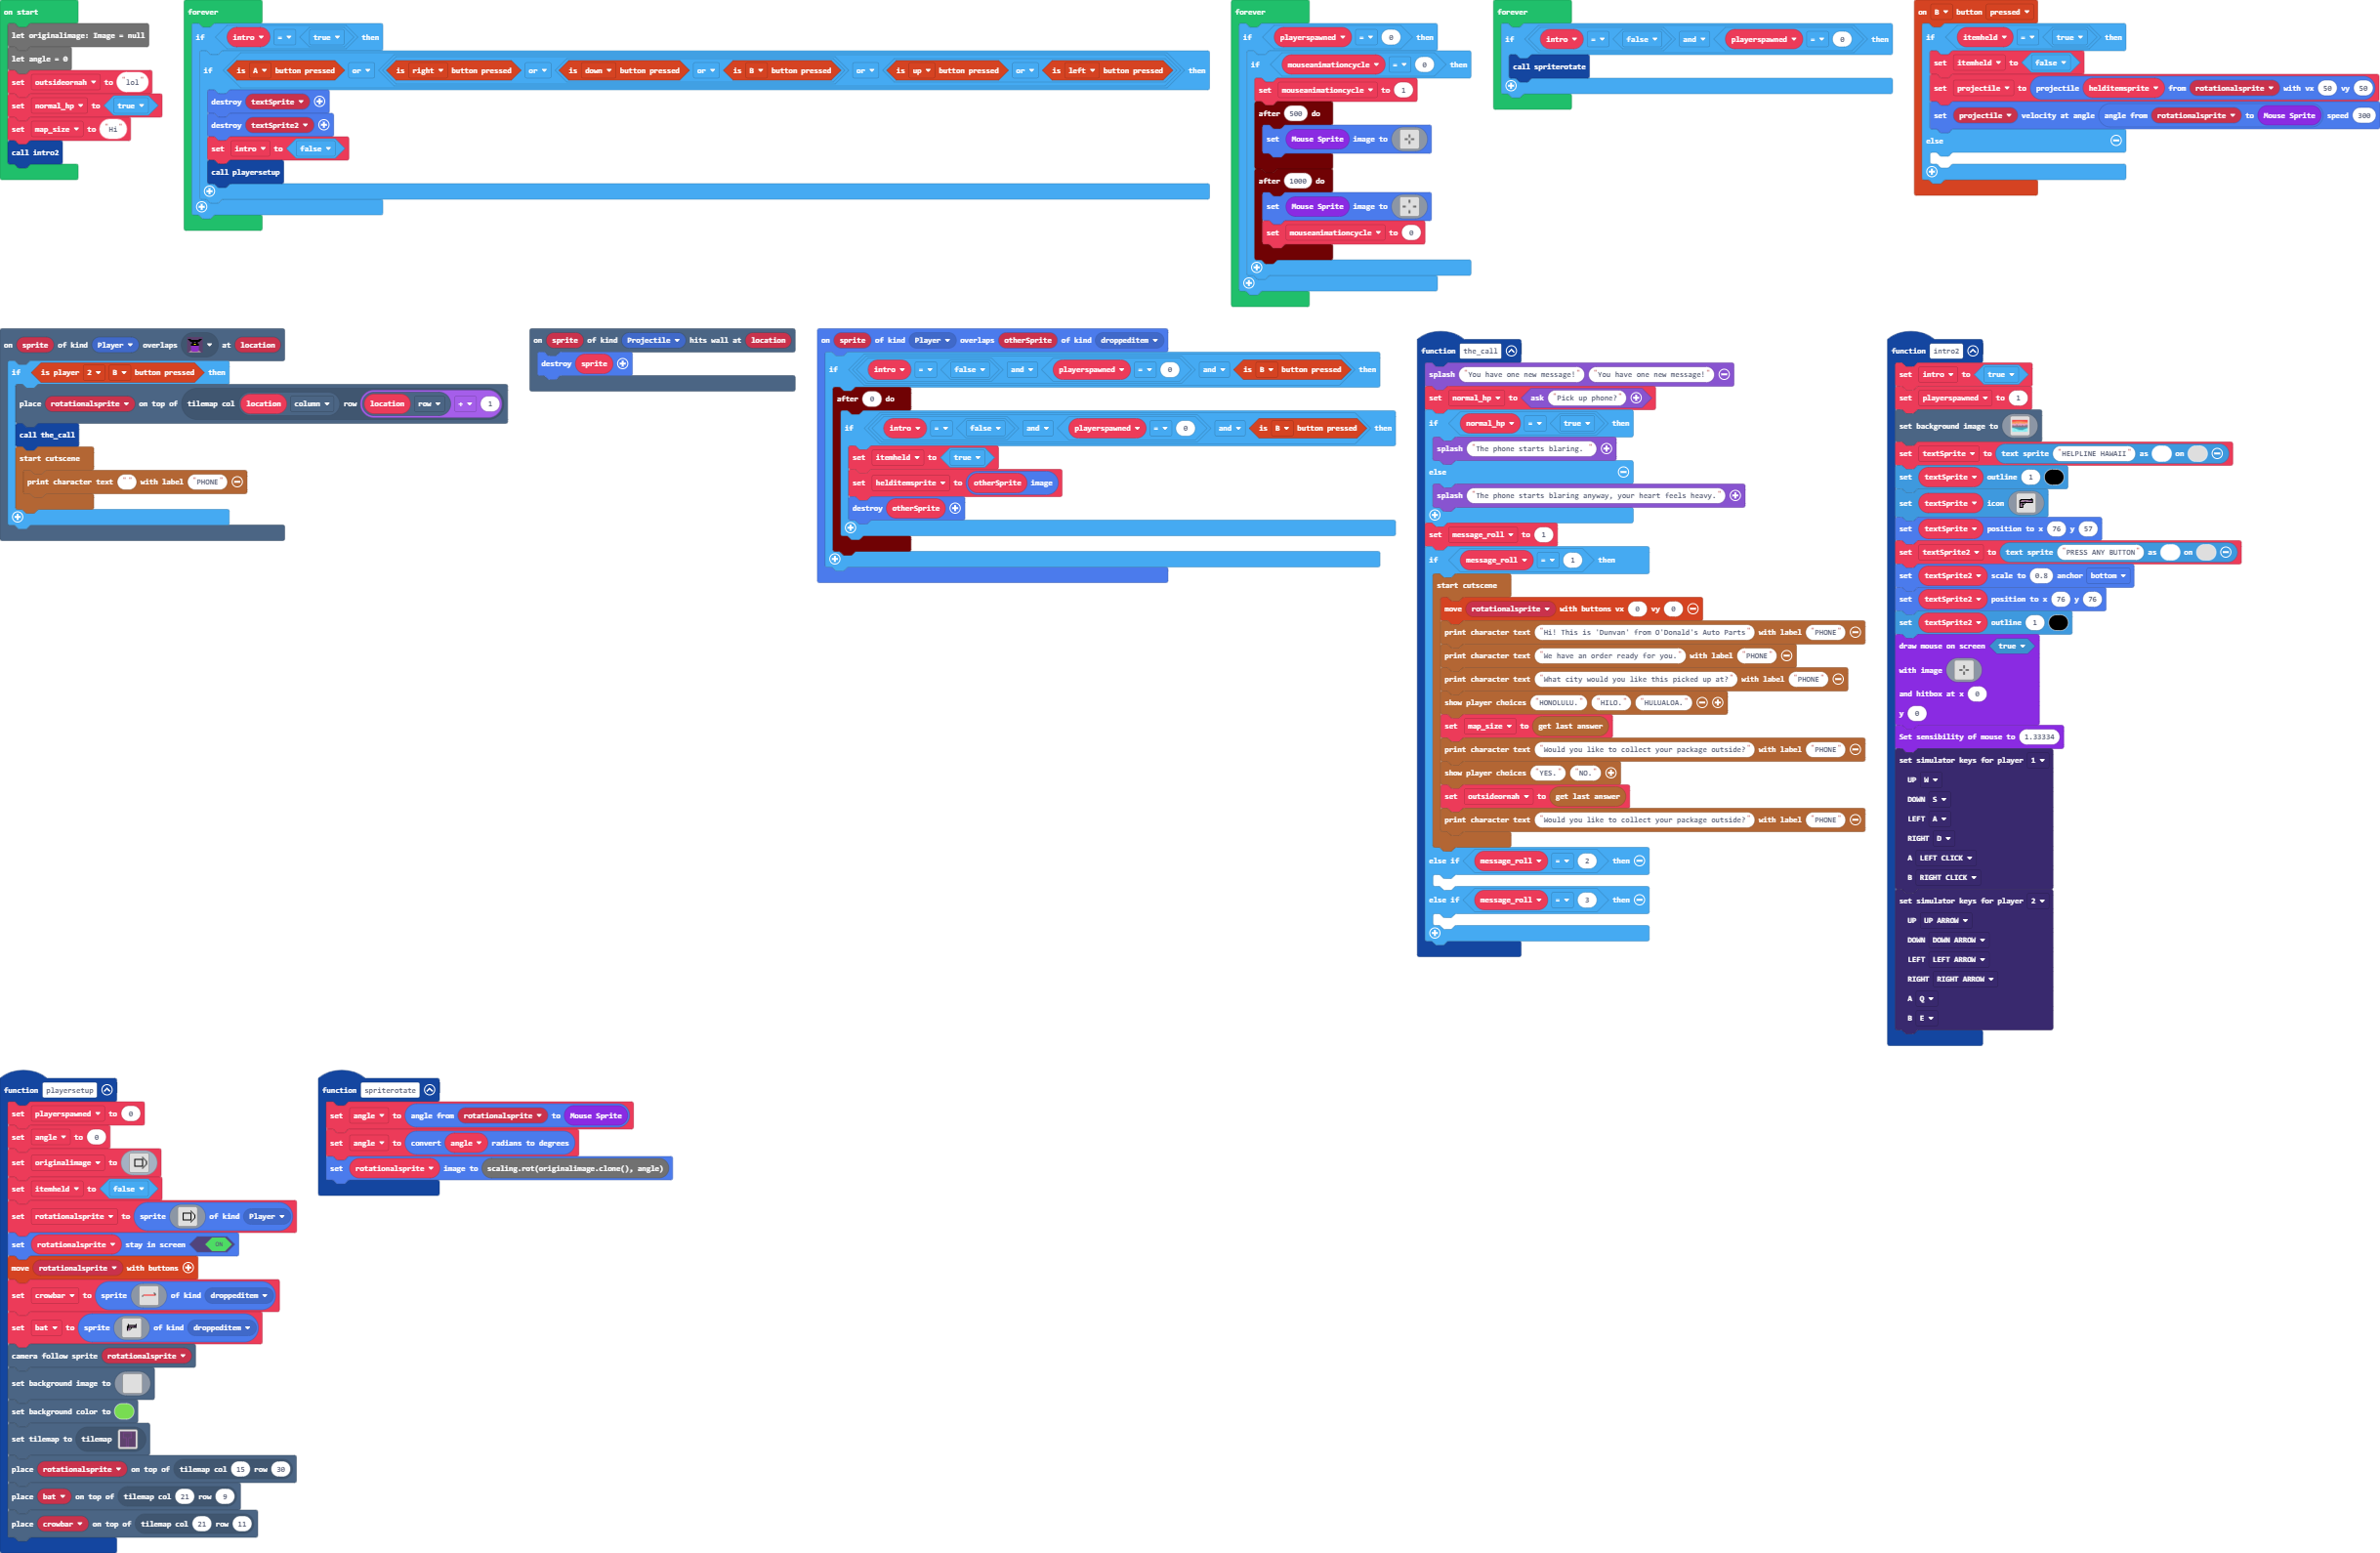 on start
let originalimage: Image = null
let angle = 0
set outsideornah to "lol"
set normal_hp to true
set map_size to "Hi"
call intro2
forever
if intro = true then
if is A button pressed or is right button pressed or is down button pressed or is B button pressed or is up button pressed or is left button pressed then
destroy textSprite
destroy textSprite2
set intro to false
call playersetup
forever
if playerspawned = 0 then
if mouseanimationcycle = 0 then
set mouseanimationcycle to 1
after 500 do
set Mouse Sprite image to
after 1000 do
set Mouse Sprite image to
set mouseanimationcycle to 0
forever
if intro = false and playerspawned = 0 then
call spriterotate
on B button pressed
if itemheld = true then
set itemheld to false
set projectile to projectile helditemsprite from rotationalsprite with vx 50 vy 50
set projectile velocity at angle angle from rotationalsprite to Mouse Sprite speed 300
else
on sprite of kind Player overlaps at location
if is player 2 B button pressed then
place rotationalsprite on top of tilemap col location column row location row + 1
call the_call
start cutscene
print character text " " with label "PHONE"
on sprite of kind Projectile hits wall at location
destroy sprite
on sprite of kind Player overlaps otherSprite of kind droppeditem
if intro = false and playerspawned = 0 and is B button pressed then
after 0 do
if intro = false and playerspawned = 0 and is B button pressed then
set itemheld to true
set helditemsprite to otherSprite image
destroy otherSprite
function the_call
splash "You have one new message!" "You have one new message!"
set normal_hp to ask "Pick up phone?"
if normal_hp = true then
splash "The phone starts blaring. "
else
splash "The phone starts blaring anyway, your heart feels heavy."
set message_roll to 1
if message_roll = 1 then
start cutscene
move rotationalsprite with buttons vx 0 vy 0
print character text "Hi! This is 'Dunvan' from O'Donald's Auto Parts" with label "PHONE"
print character text "We have an order ready for you." with label "PHONE"
print character text "What city would you like this picked up at?" with label "PHONE"
show player choices "HONOLULU." "HILO." "HULUALOA."
set map_size to get last answer
print character text "Would you like to collect your package outside?" with label "PHONE"
show player choices "YES." "NO."
set outsideornah to get last answer
print character text "Would you like to collect your package outside?" with label "PHONE"
else if message_roll = 2 then
else if message_roll = 3 then
function intro2
set intro to true
set playerspawned to 1
set background image to
set textSprite to text sprite "HELPLINE HAWAII" as on
set textSprite outline 1
set textSprite icon
set textSprite position to x 76 y 57
set textSprite2 to text sprite "PRESS ANY BUTTON" as on
set textSprite2 scale to 0.8 anchor bottom
set textSprite2 position to x 76 y 76
set textSprite2 outline 1
draw mouse on screen true
with image
and hitbox at x 0
y 0
Set sensibility of mouse to 1.33334
set simulator keys for player 1
UP W
DOWN S
LEFT A
RIGHT D
A LEFT CLICK
B RIGHT CLICK
set simulator keys for player 2
UP UP ARROW
DOWN DOWN ARROW
LEFT LEFT ARROW
RIGHT RIGHT ARROW
A Q
B E
function playersetup
set playerspawned to 0
set angle to 0
set originalimage to
set itemheld to false
set rotationalsprite to sprite of kind Player
set rotationalsprite stay in screen ON
move rotationalsprite with buttons
set crowbar to sprite of kind droppeditem
set bat to sprite of kind droppeditem
camera follow sprite rotationalsprite
set background image to
set background color to
set tilemap to tilemap
place rotationalsprite on top of tilemap col 15 row 30
place bat on top of tilemap col 21 row 9
place crowbar on top of tilemap col 21 row 11
function spriterotate
set angle to angle from rotationalsprite to Mouse Sprite
set angle to convert angle radians to degrees
set rotationalsprite image to scaling.rot(originalimage.clone(), angle)